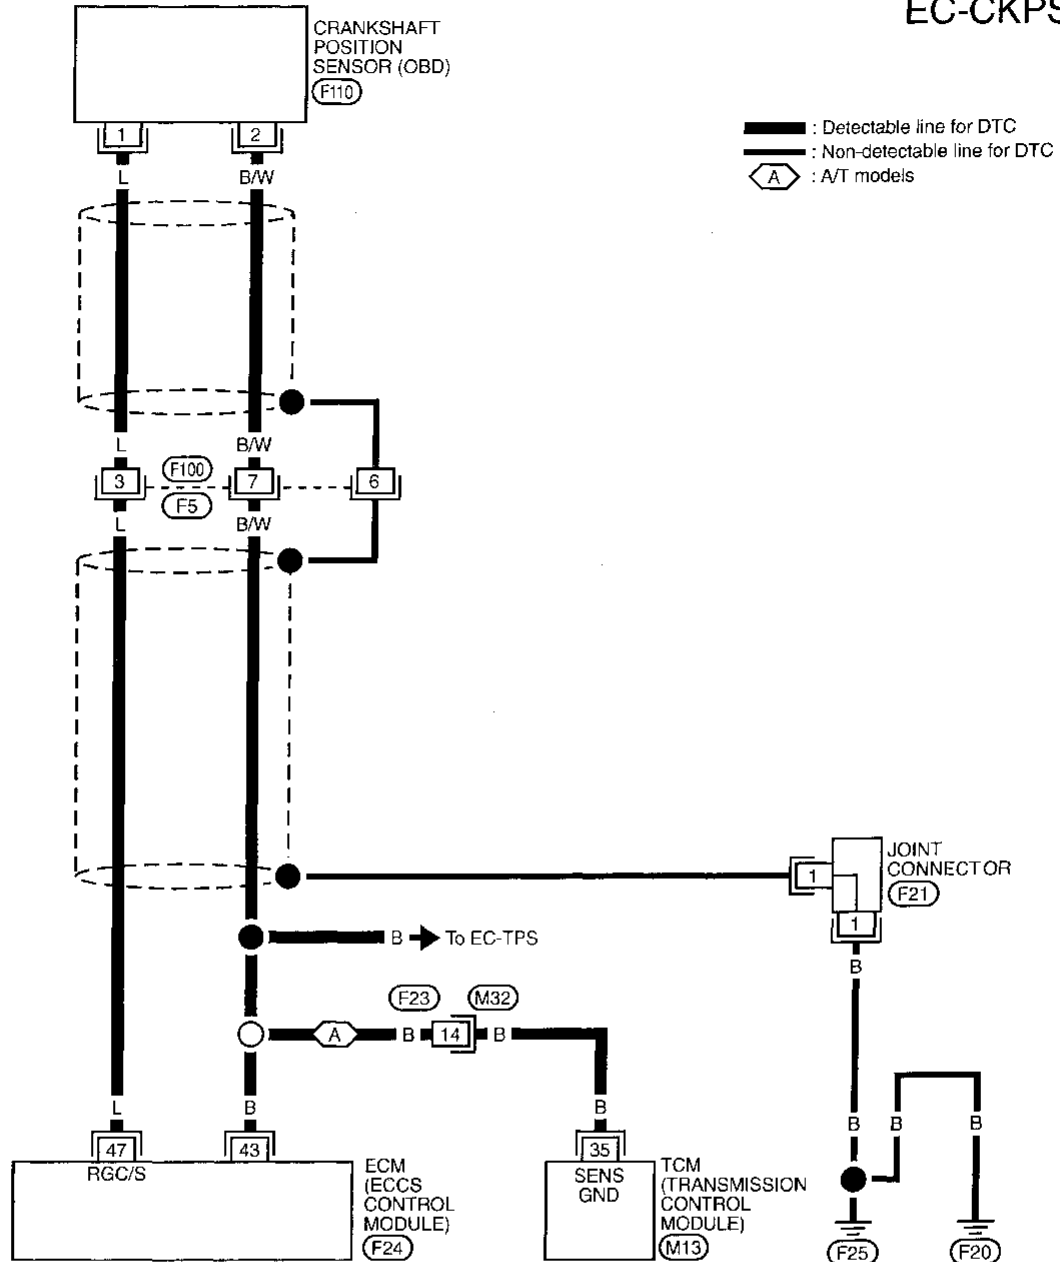 EC-CKPS
CRANKSHAFT
POSITION
SENSOR (OBD)
F110
1
2
: Detectable line for DTC
: Non-detectable line for DTC
A
: A/T models
L
B/W
L
B/W
3
F100
7
6
F5
L
B/W
JOINT
CONNECTOR
F21
1
1
B
B
To EC-TPS
F23
M32
A
B
14
B
L
B
B
B
B
B
47
43
35
RGC/S
SENS
GND
ECM
(ECCS
CONTROL
MODULE)
F24
TCM
(TRANSMISSION
CONTROL
MODULE)
M13
F25
F20